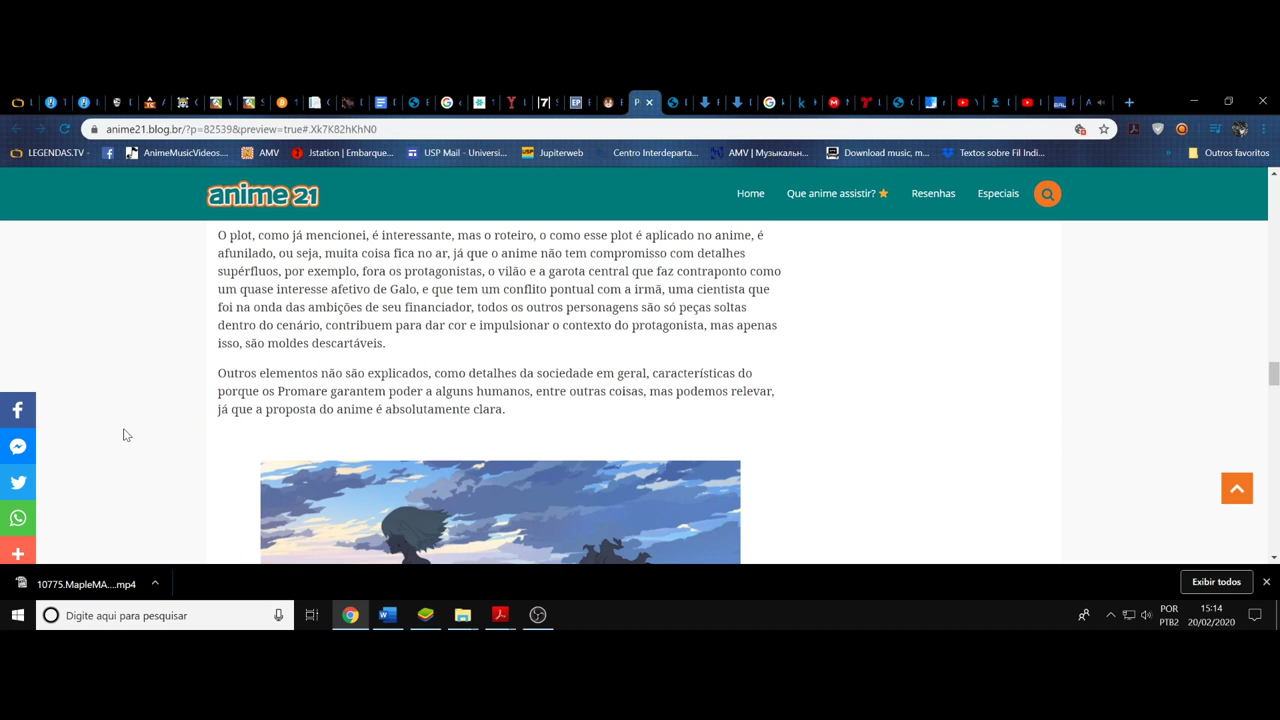 anime21.blog.br/?p=82539&preview=true#.Xk7K82hKhN0
LEGENDAS.TV - AnimeMusicVideos.... AMV Jstation | Embarque... USP Mail - Universi... Jupiterweb Centro Interdeparta... AMV | Музыкальн... Download music, m... Textos sobre Fil Indi... » Outros favoritos
anime 21 Home Que anime assistir? Resenhas Especiais
O plot, como já mencionei, é interessante, mas o roteiro, o como esse plot é aplicado no anime, é
afunilado, ou seja, muita coisa fica no ar, já que o anime não tem compromisso com detalhes
supérfluos, por exemplo, fora os protagonistas, o vilão e a garota central que faz contraponto como
um quase interesse afetivo de Galo, e que tem um conflito pontual com a irmã, uma cientista que
foi na onda das ambições de seu financiador, todos os outros personagens são só peças soltas
dentro do cenário, contribuem para dar cor e impulsionar o contexto do protagonista, mas apenas
isso, são moldes descartáveis.
Outros elementos não são explicados, como detalhes da sociedade em geral, características do
porque os Promare garantem poder a alguns humanos, entre outras coisas, mas podemos relevar,
já que a proposta do anime é absolutamente clara.
10775.MapleMA....mp4 Exibir todos
Digite aqui para pesquisar
POR 15:14
PTB2 20/02/2020